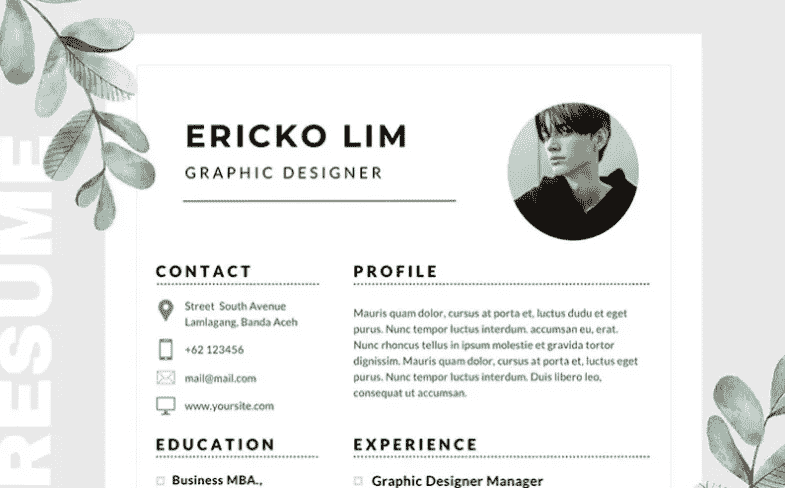 RESUME
ERICKO LIM
GRAPHIC DESIGNER
CONTACT
Street South Avenue
Lamlagang, Banda Aceh
+62 123456
mail@mail.com
www.yoursite.com
PROFILE
Mauris quam dolor, cursus at porta et, luctus dudu et eget
purus. Nunc tempor luctus interdum. accumsan eu, erat.
Nunc rhoncus tellus in ipsum molestie et gravida tortor
dignissim. Mauris quam dolor, cursus at porta et, luctus eget
purus. Nunc tempor luctus interdum. Duis libero leo,
consequat ut accumsan.
EDUCATION
Business MBA.,
EXPERIENCE
Graphic Designer Manager